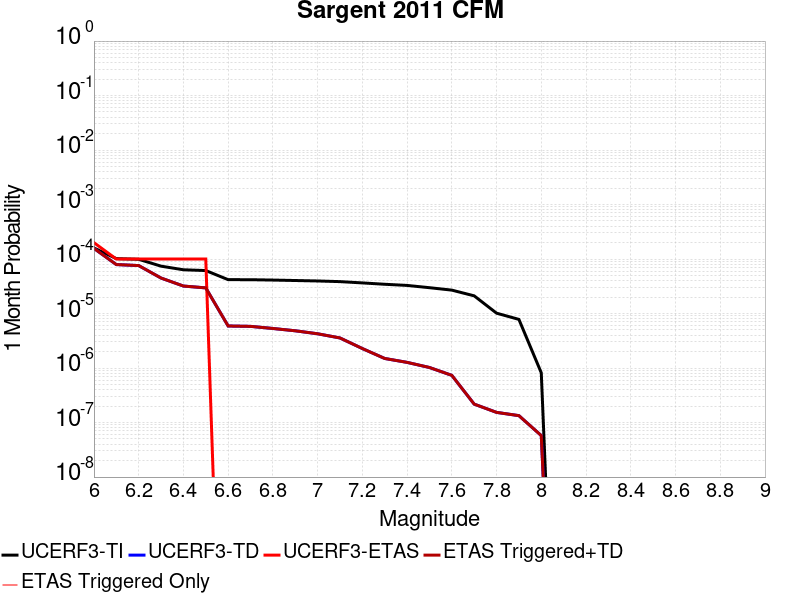 Sargent 2011 CFM
10^0
10^-1
10^-2
10^-3
10^-4
10^-5
10^-6
10^-7
10^-8
1 Month Probability
6 6.2 6.4 6.6 6.8 7 7.2 7.4 7.6 7.8 8 8.2 8.4 8.6 8.8 9
Magnitude
UCERF3-TI UCERF3-TD UCERF3-ETAS ETAS Triggered+TD
ETAS Triggered Only